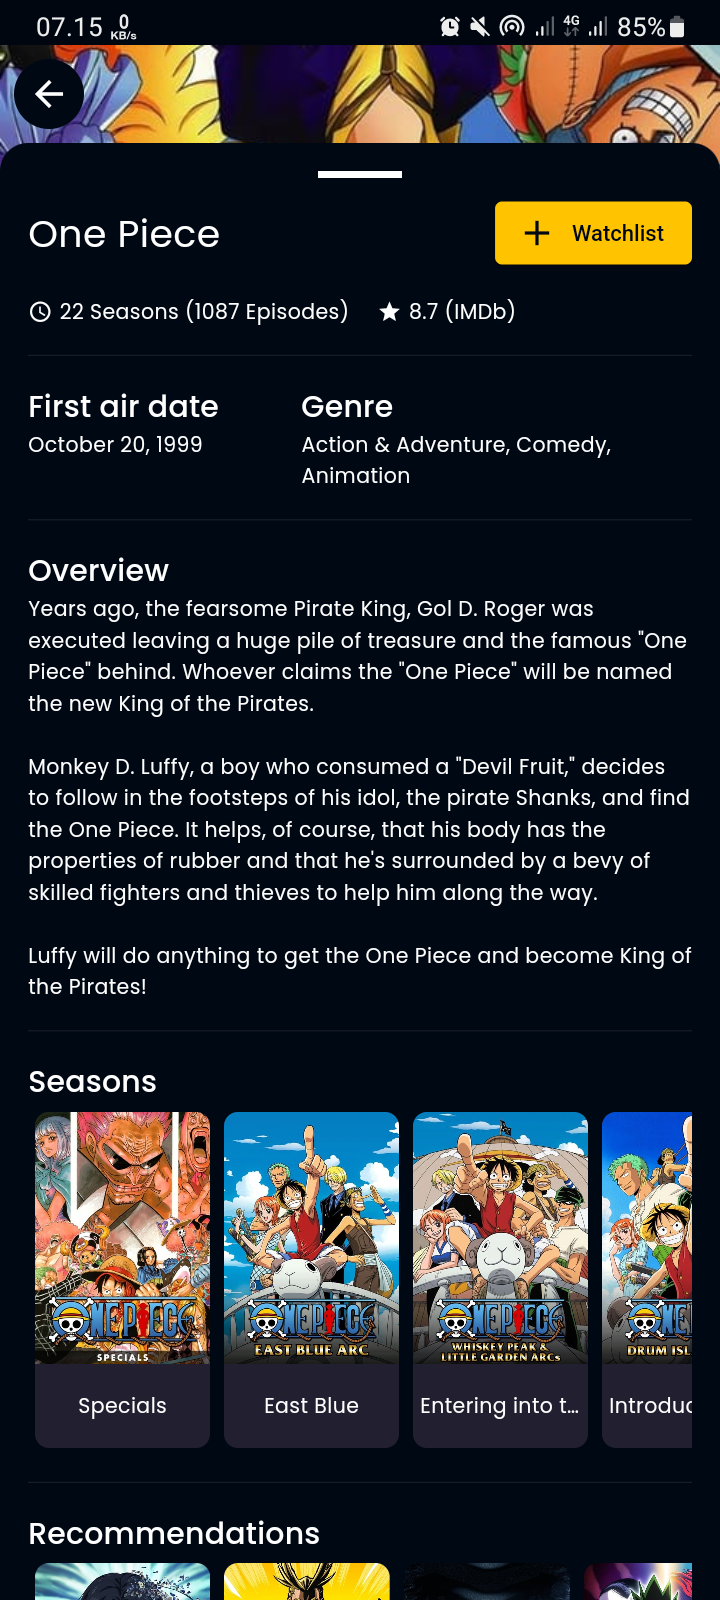 07.15 0 KB/s 4G 85%
One Piece
Watchlist
22 Seasons (1087 Episodes) 8.7 (IMDb)
First air date
October 20, 1999
Genre
Action & Adventure, Comedy,
Animation
Overview
Years ago, the fearsome Pirate King, Gol D. Roger was
executed leaving a huge pile of treasure and the famous "One
Piece" behind. Whoever claims the "One Piece" will be named
the new King of the Pirates.
Monkey D. Luffy, a boy who consumed a "Devil Fruit," decides
to follow in the footsteps of his idol, the pirate Shanks, and find
the One Piece. It helps, of course, that his body has the
properties of rubber and that he's surrounded by a bevy of
skilled fighters and thieves to help him along the way.
Luffy will do anything to get the One Piece and become King of
the Pirates!
Seasons
ONE PIECE
SPECIALS
Specials
ONE PIECE
EAST BLUE ARC
East Blue
ONE PIECE
WHISKEY PEAK &
LITTLE GARDEN ARCs
Entering into t...
ONE PI
DRUM ISL
Introduc
Recommendations